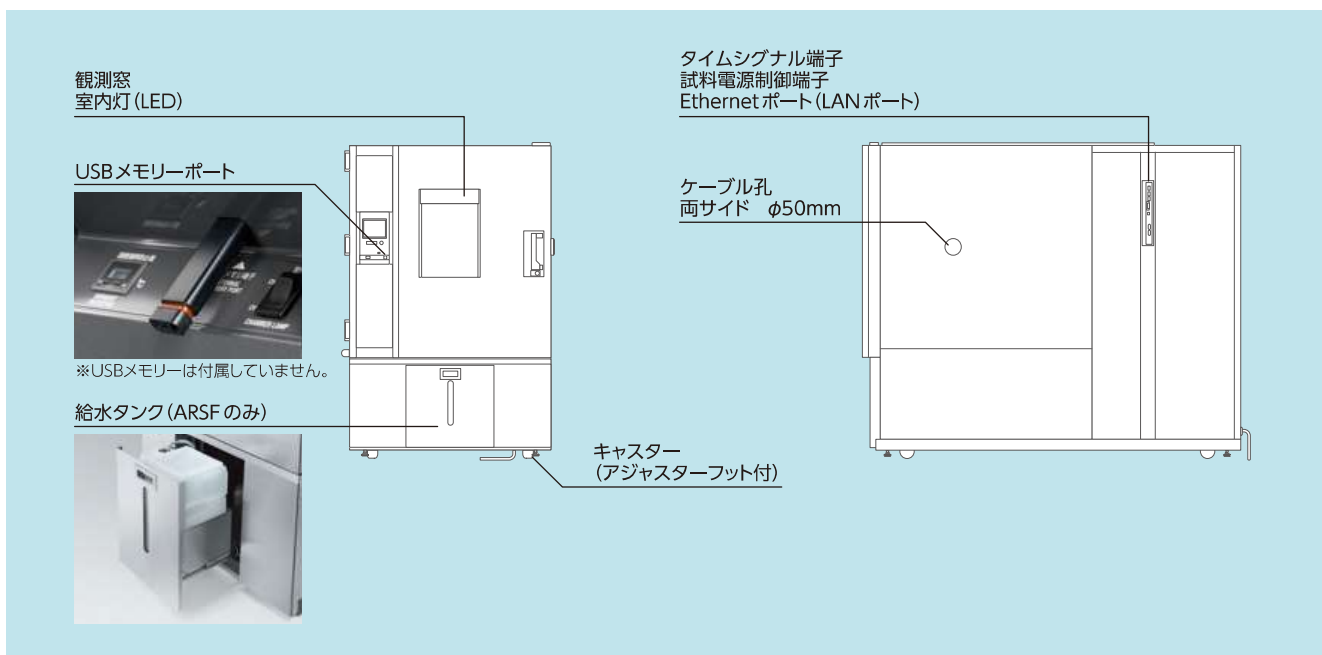 観測窓
室内灯(LED)
USBメモリーポート
※USBメモリーは付属していません。
給水タンク(ARSFのみ)
キャスター
(アジャスターフット付)
タイムシグナル端子
試料電源制御端子
Ethernetポート(LANポート)
ケーブル孔
両サイド φ50mm